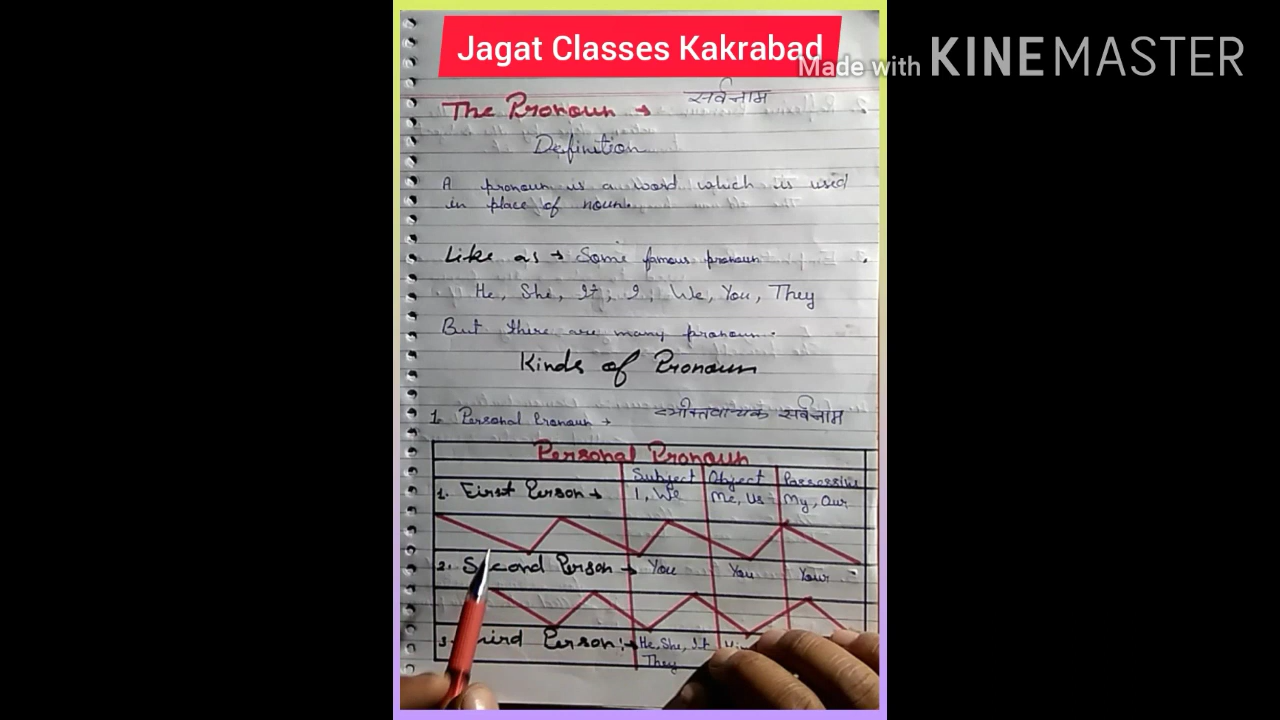 Jagat Classes Kakrabad
Made with KINEMASTER
The Pronoun → सर्वनाम
Definition
A pronoun is a word which is used
in place of noun.
Like as → Some famous pronoun
He, She, It, I, We, You, They
But there are many pronoun.
Kinds of Pronoun
1. Personal Pronoun → व्यक्तिवाचक सर्वनाम
Personal Pronoun
Subject Object Possessive
1. First Person → I, We Me, Us My, Our
2. Second Person → You You Your
3. Third Person → He, She, It
They